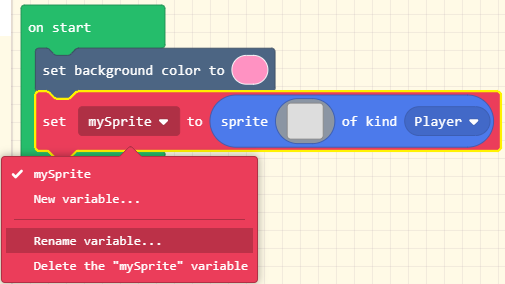 on start
set background color to
set mySprite to sprite of kind Player
mySprite
New variable...
Rename variable...
Delete the "mySprite" variable